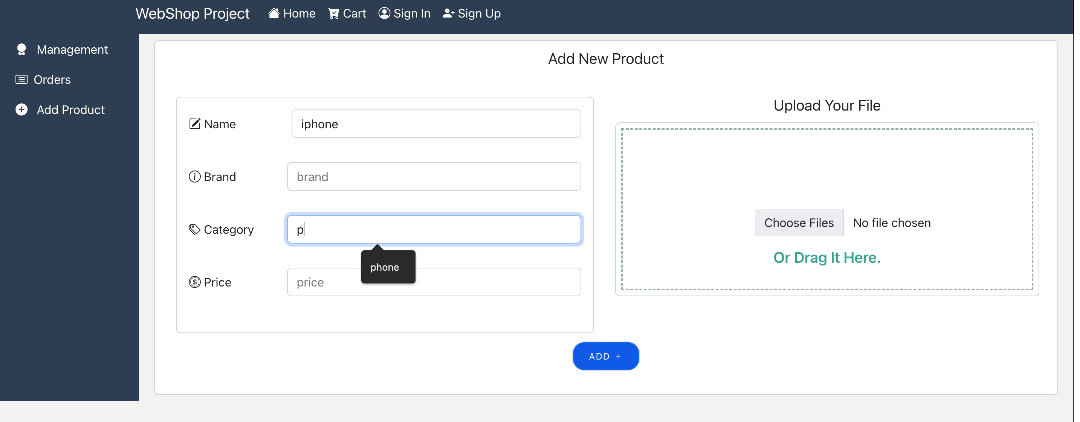 WebShop Project Home Cart Sign In Sign Up
Management
Orders
Add Product
Add New Product
Name iphone
Brand brand
Category p
phone
Price price
Upload Your File
Choose Files No file chosen
Or Drag It Here.
ADD +